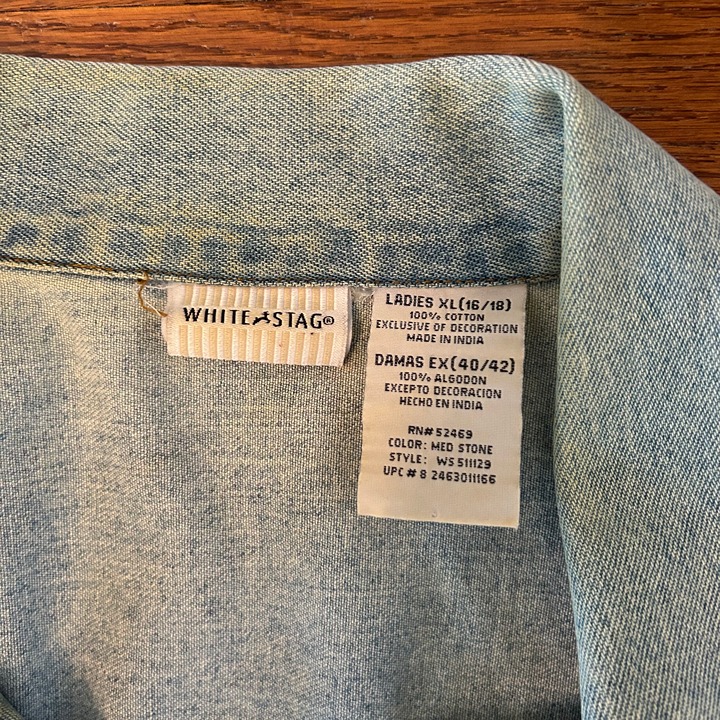 WHITE STAG®
LADIES XL(16/18)
100% COTTON
EXCLUSIVE OF DECORATION
MADE IN INDIA
DAMAS EX(40/42)
100% ALGODON
EXCEPTO DECORACION
HECHO EN INDIA
RN# 52469
COLOR: MED STONE
STYLE: WS 511129
UPC # 8 2463011166